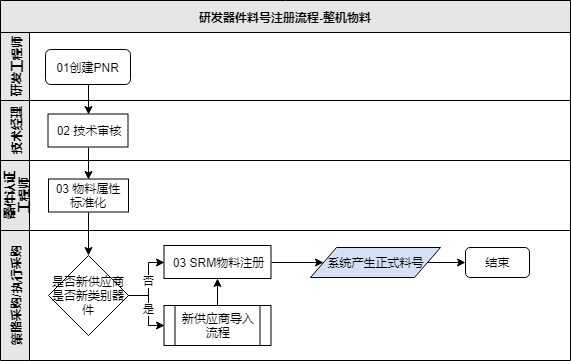 研发器件料号注册流程-整机物料
研发工程师
01创建PNR
技术经理
02 技术审核
器件认证
工程师
03 物料属性
标准化
策略采购/执行采购
是否新供应商
是否新类别器
件
否
是
03 SRM物料注册
新供应商导入
流程
系统产生正式料号
结束